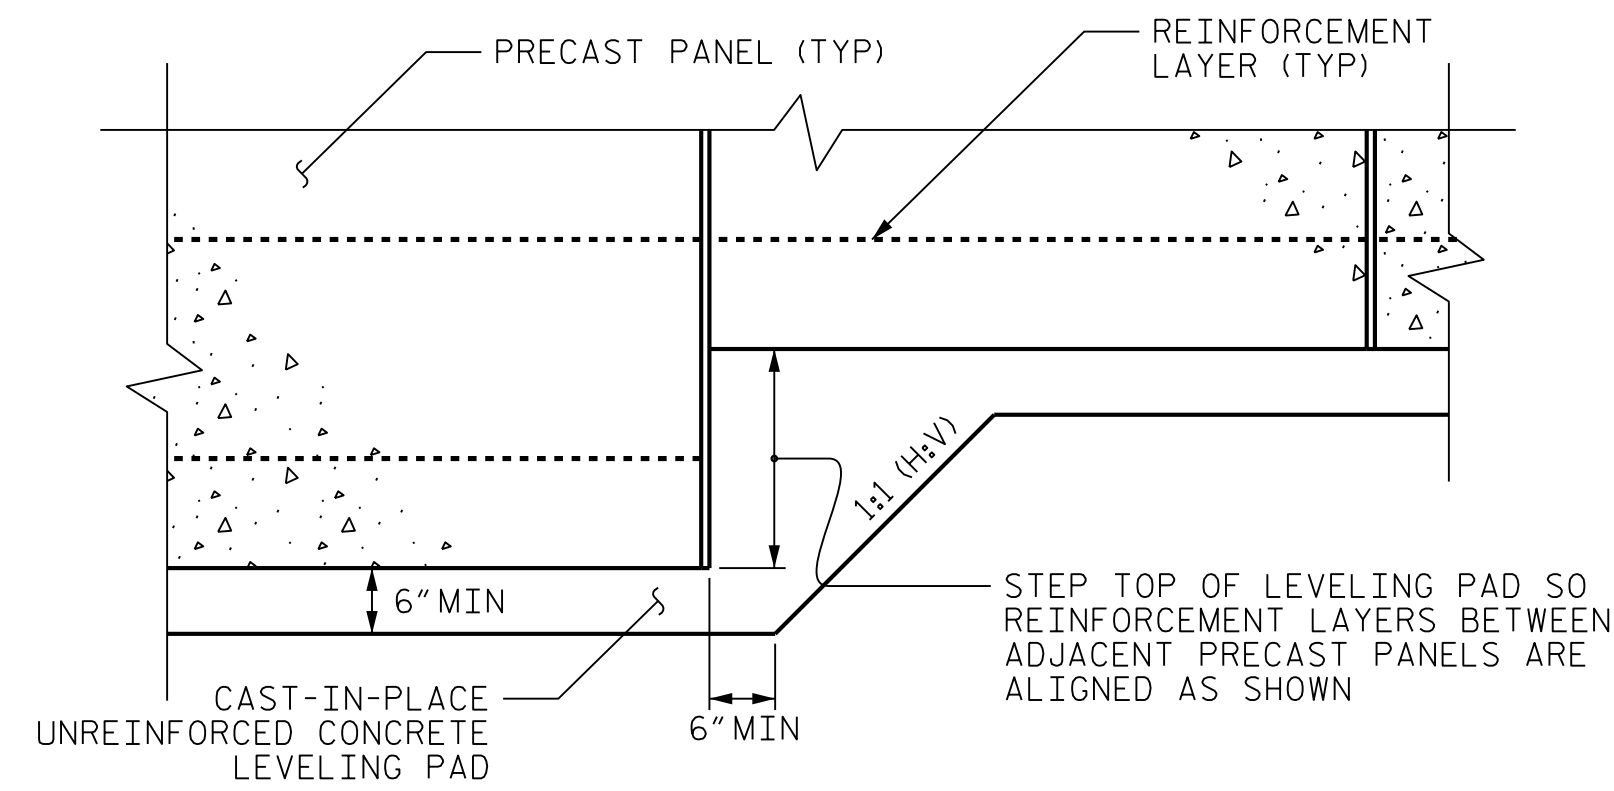 PRECAST PANEL (TYP)
REINFORCEMENT
LAYER (TYP)
1:1 (H:V)
6" MIN
STEP TOP OF LEVELING PAD SO
REINFORCEMENT LAYERS BETWEEN
ADJACENT PRECAST PANELS ARE
ALIGNED AS SHOWN
CAST-IN-PLACE
UNREINFORCED CONCRETE
LEVELING PAD
6" MIN